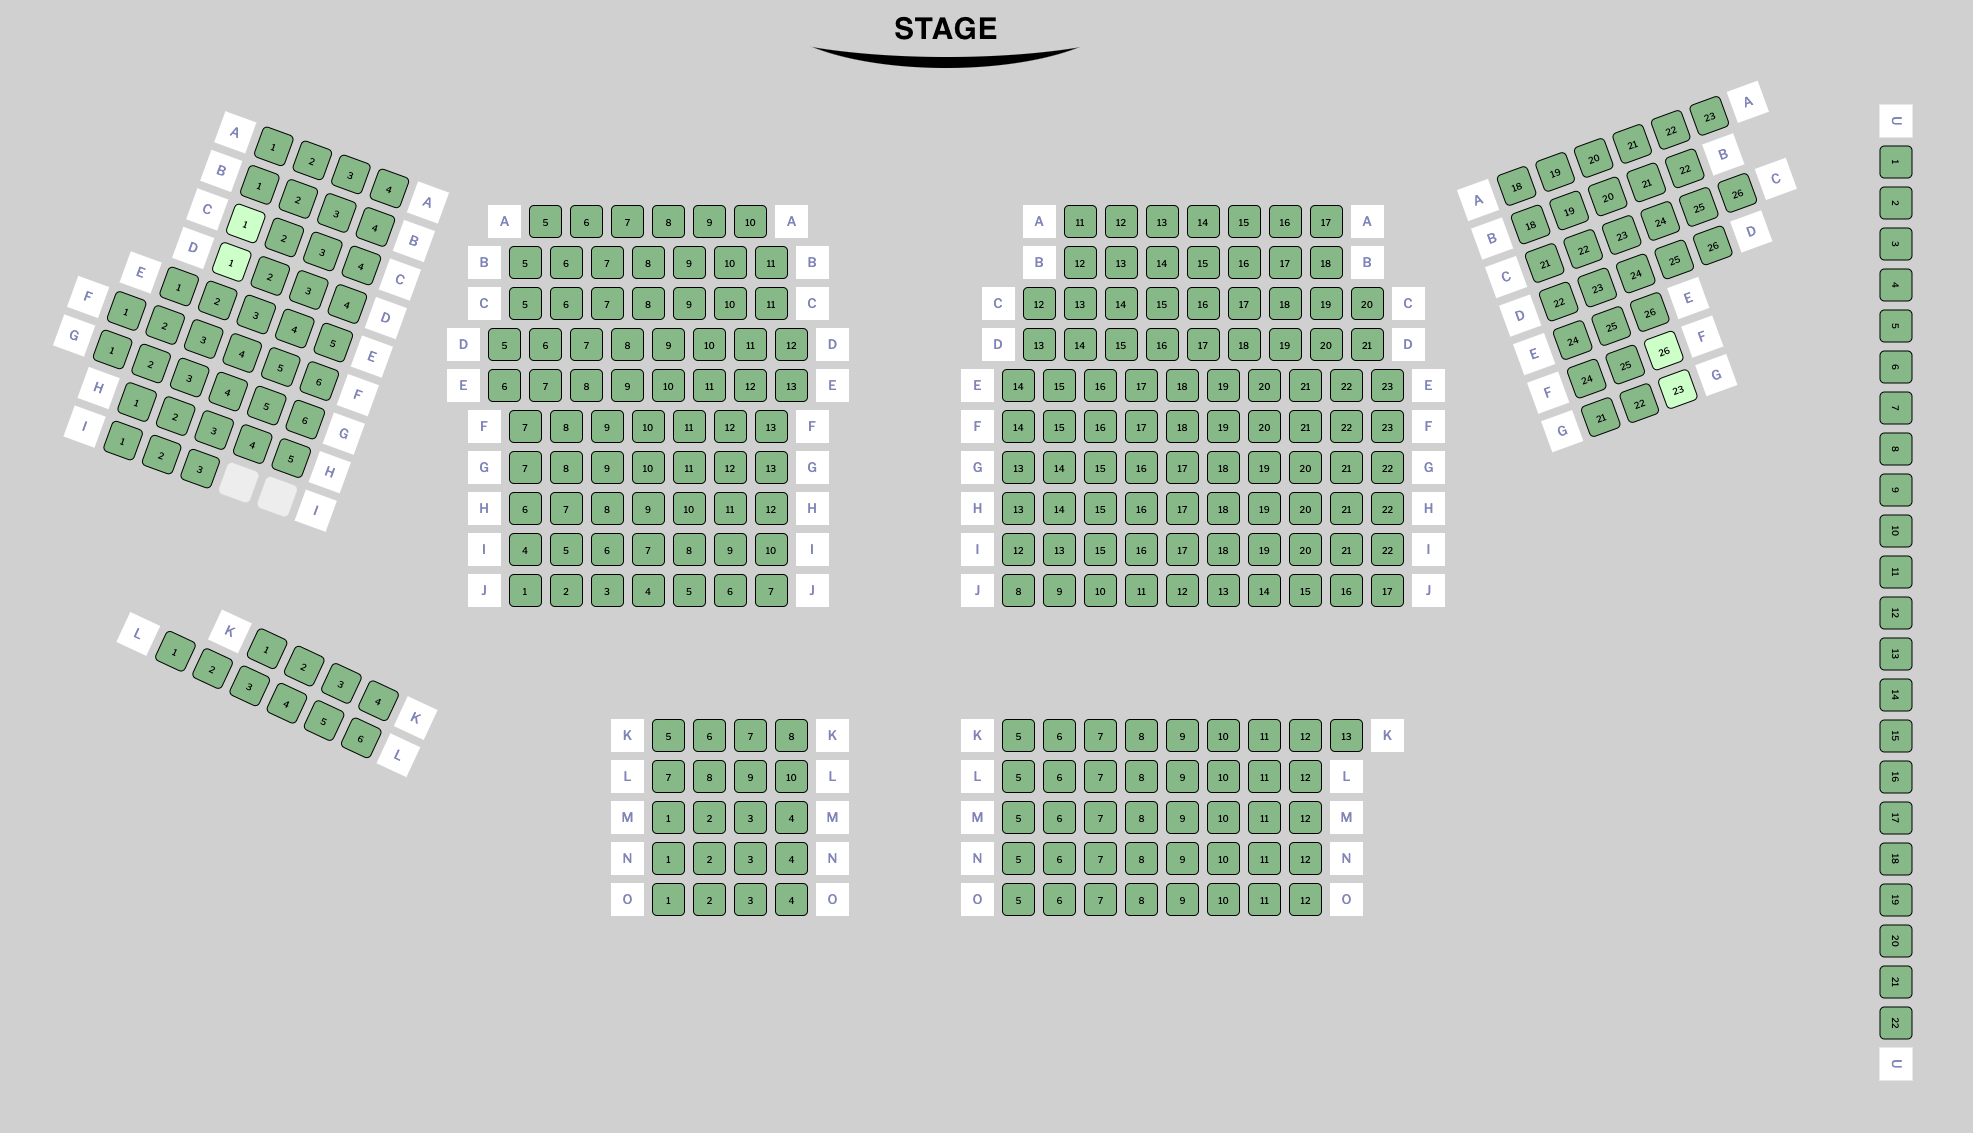 STAGE
A 1 2 3 4 A
B 1 2 3 4 B
C 1 2 3 4 C
D 1 2 3 4 D
E 1 2 3 4 5 E
F 1 2 3 4 5 6 F
G 1 2 3 4 5 6 G
H 1 2 3 4 5 H
I 1 2 3 I
A 5 6 7 8 9 10 A
B 5 6 7 8 9 10 11 B
C 5 6 7 8 9 10 11 C
D 5 6 7 8 9 10 11 12 D
E 6 7 8 9 10 11 12 13 E
F 7 8 9 10 11 12 13 F
G 7 8 9 10 11 12 13 G
H 6 7 8 9 10 11 12 H
I 4 5 6 7 8 9 10 I
J 1 2 3 4 5 6 7 J
A 11 12 13 14 15 16 17 A
B 12 13 14 15 16 17 18 B
C 12 13 14 15 16 17 18 19 20 C
D 13 14 15 16 17 18 19 20 21 D
E 14 15 16 17 18 19 20 21 22 23 E
F 14 15 16 17 18 19 20 21 22 23 F
G 13 14 15 16 17 18 19 20 21 22 G
H 13 14 15 16 17 18 19 20 21 22 H
I 12 13 15 16 17 18 19 20 21 22 I
J 8 9 10 11 12 13 14 15 16 17 J
A 18 19 20 21 22 23 A
B 18 19 20 21 22 B
C 21 22 23 24 25 26 C
D 22 23 24 25 26 D
E 24 25 26 E
F 24 25 26 F
G 21 22 23 G
U 1 2 3 4 5 6 7 8 9 10 11 12 13 14 15 16 17 18 19 20 21 22 U
K 1 2 3 4 K
L 1 2 3 4 5 6 L
K 5 6 7 8 K
L 7 8 9 10 L
M 1 2 3 4 M
N 1 2 3 4 N
O 1 2 3 4 O
K 5 6 7 8 9 10 11 12 13 K
L 5 6 7 8 9 10 11 12 L
M 5 6 7 8 9 10 11 12 M
N 5 6 7 8 9 10 11 12 N
O 5 6 7 8 9 10 11 12 O